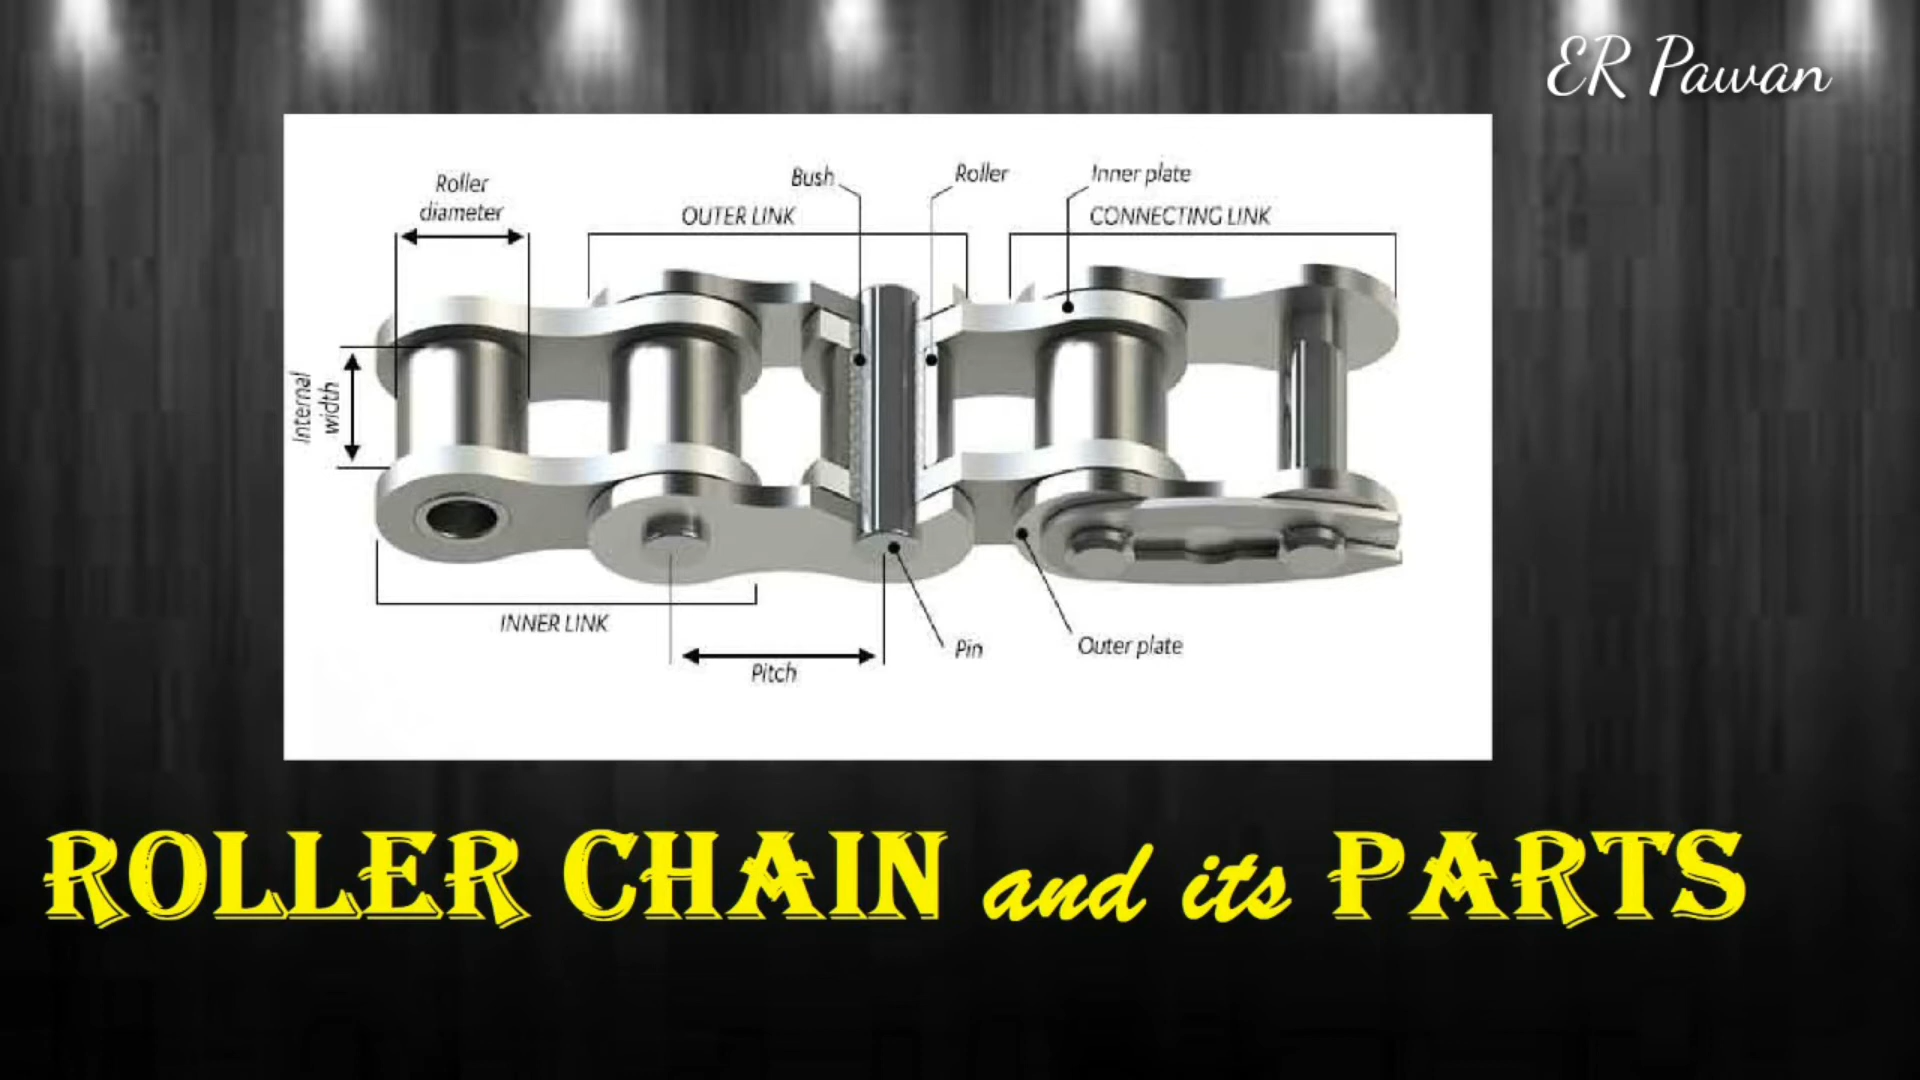 ER Pawan
Roller
diameter
Bush
Roller
Inner plate
OUTER LINK
CONNECTING LINK
Internal
width
INNER LINK
Pitch
Pin
Outer plate
ROLLER CHAIN and its PARTS